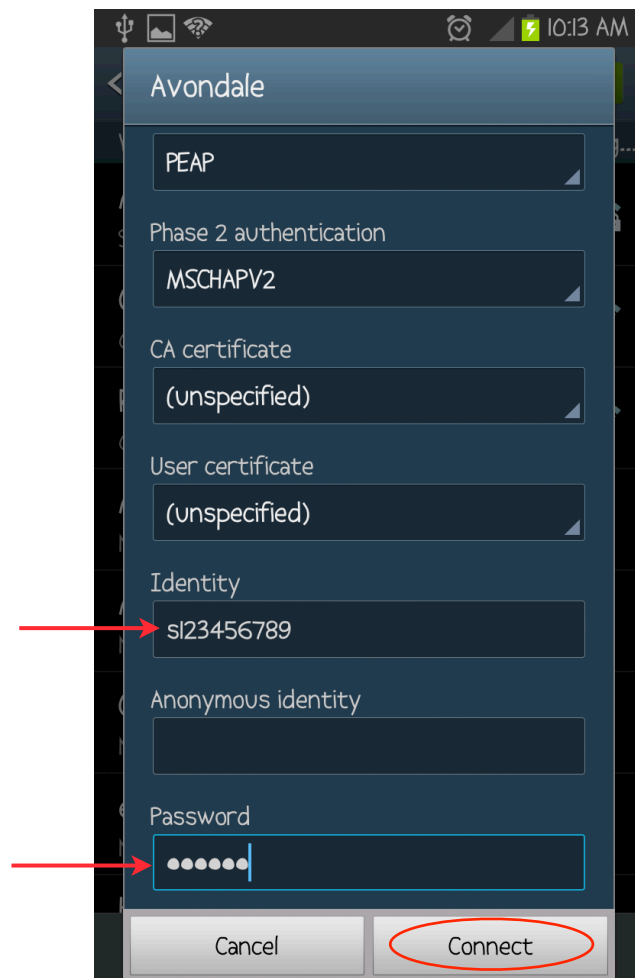 10:13 AM
Avondale
PEAP
Phase 2 authentication
MSCHAPV2
CA certificate
(unspecified)
User certificate
(unspecified)
Identity
s123456789
Anonymous identity
Password
Cancel
Connect